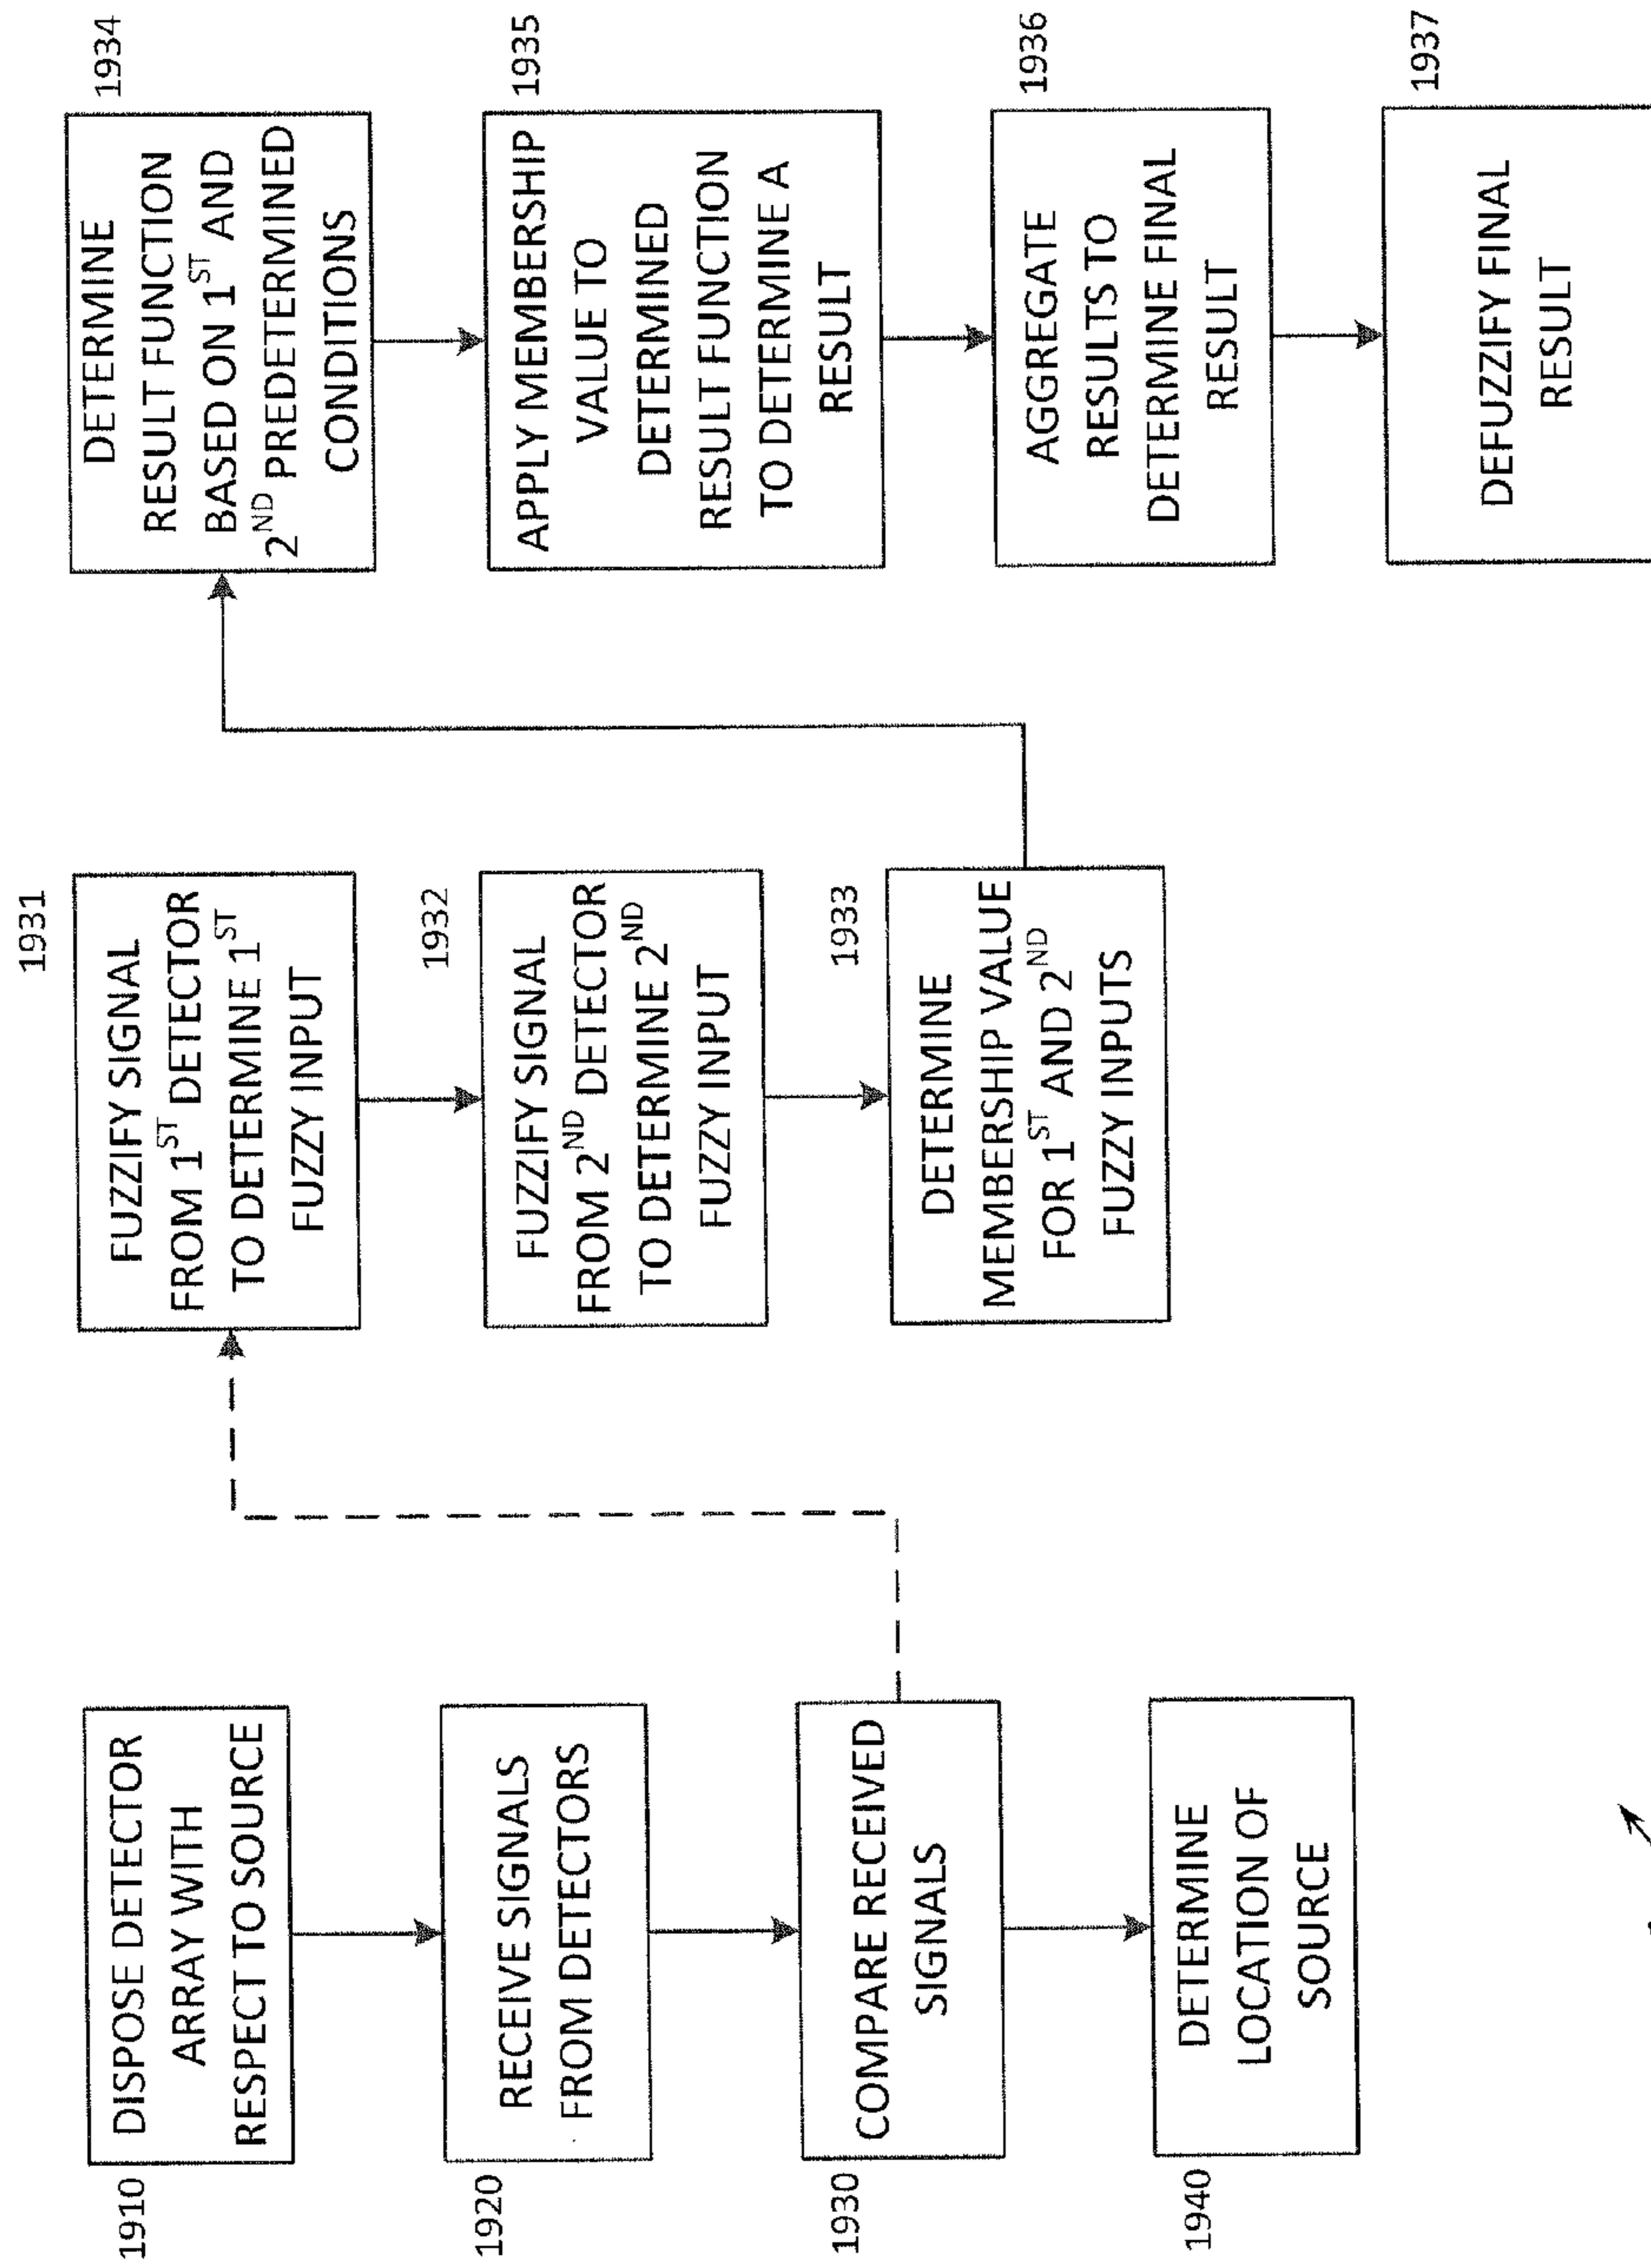 1910
DISPOSE DETECTOR
ARRAY WITH
RESPECT TO SOURCE
1920
RECEIVE SIGNALS
FROM DETECTORS
1930
COMPARE RECEIVED
SIGNALS
1940
DETERMINE
LOCATION OF
SOURCE
1931
FUZZIFY SIGNAL
FROM 1ST DETECTOR
TO DETERMINE 1ST
FUZZY INPUT
1932
FUZZIFY SIGNAL
FROM 2ND DETECTOR
TO DETERMINE 2ND
FUZZY INPUT
1933
DETERMINE
MEMBERSHIP VALUE
FOR 1ST AND 2ND
FUZZY INPUTS
1934
DETERMINE
RESULT FUNCTION
BASED ON 1ST AND
2ND PREDETERMINED
CONDITIONS
1935
APPLY MEMBERSHIP
VALUE TO
DETERMINED
RESULT FUNCTION
TO DETERMINE A
RESULT
1936
AGGREGATE
RESULTS TO
DETERMINE FINAL
RESULT
1937
DEFUZZIFY FINAL
RESULT